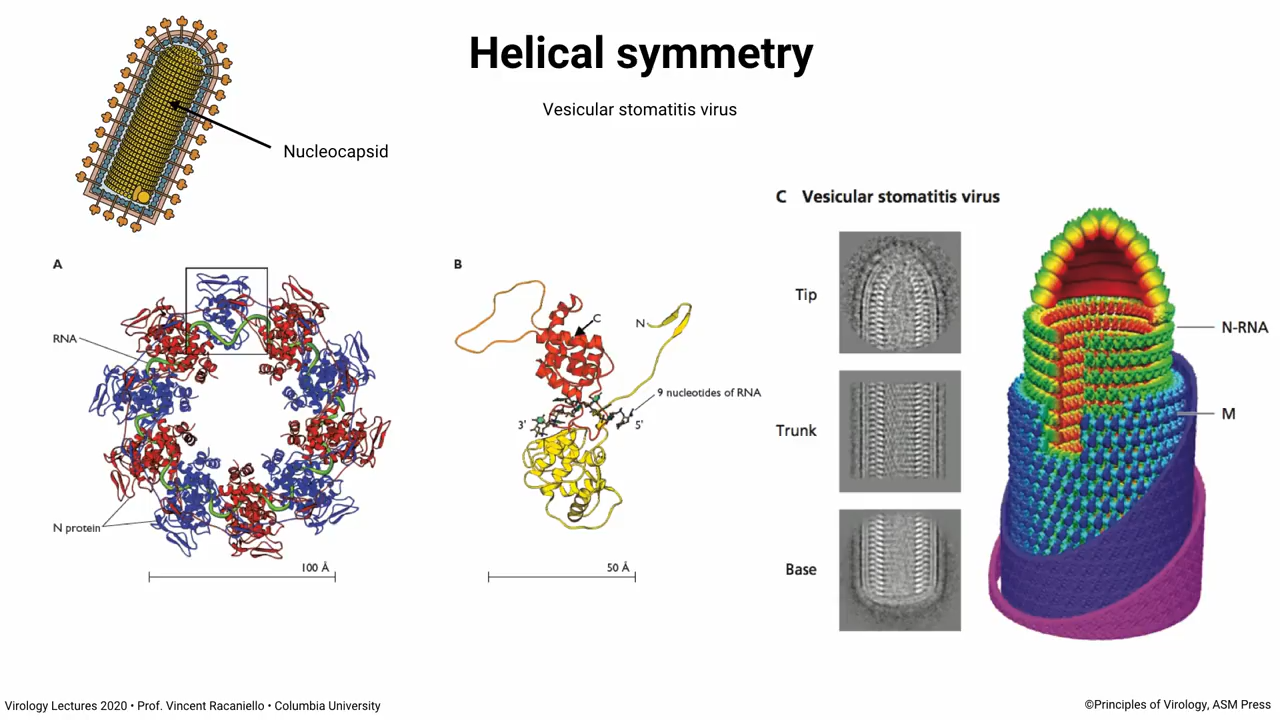 Helical symmetry
Vesicular stomatitis virus
Nucleocapsid
A
RNA
N protein
100 Å
B
C
N
9 nucleotides of RNA
3'
5'
50 Å
C Vesicular stomatitis virus
Tip
Trunk
Base
N-RNA
M
Virology Lectures 2020 • Prof. Vincent Racaniello • Columbia University
©Principles of Virology, ASM Press